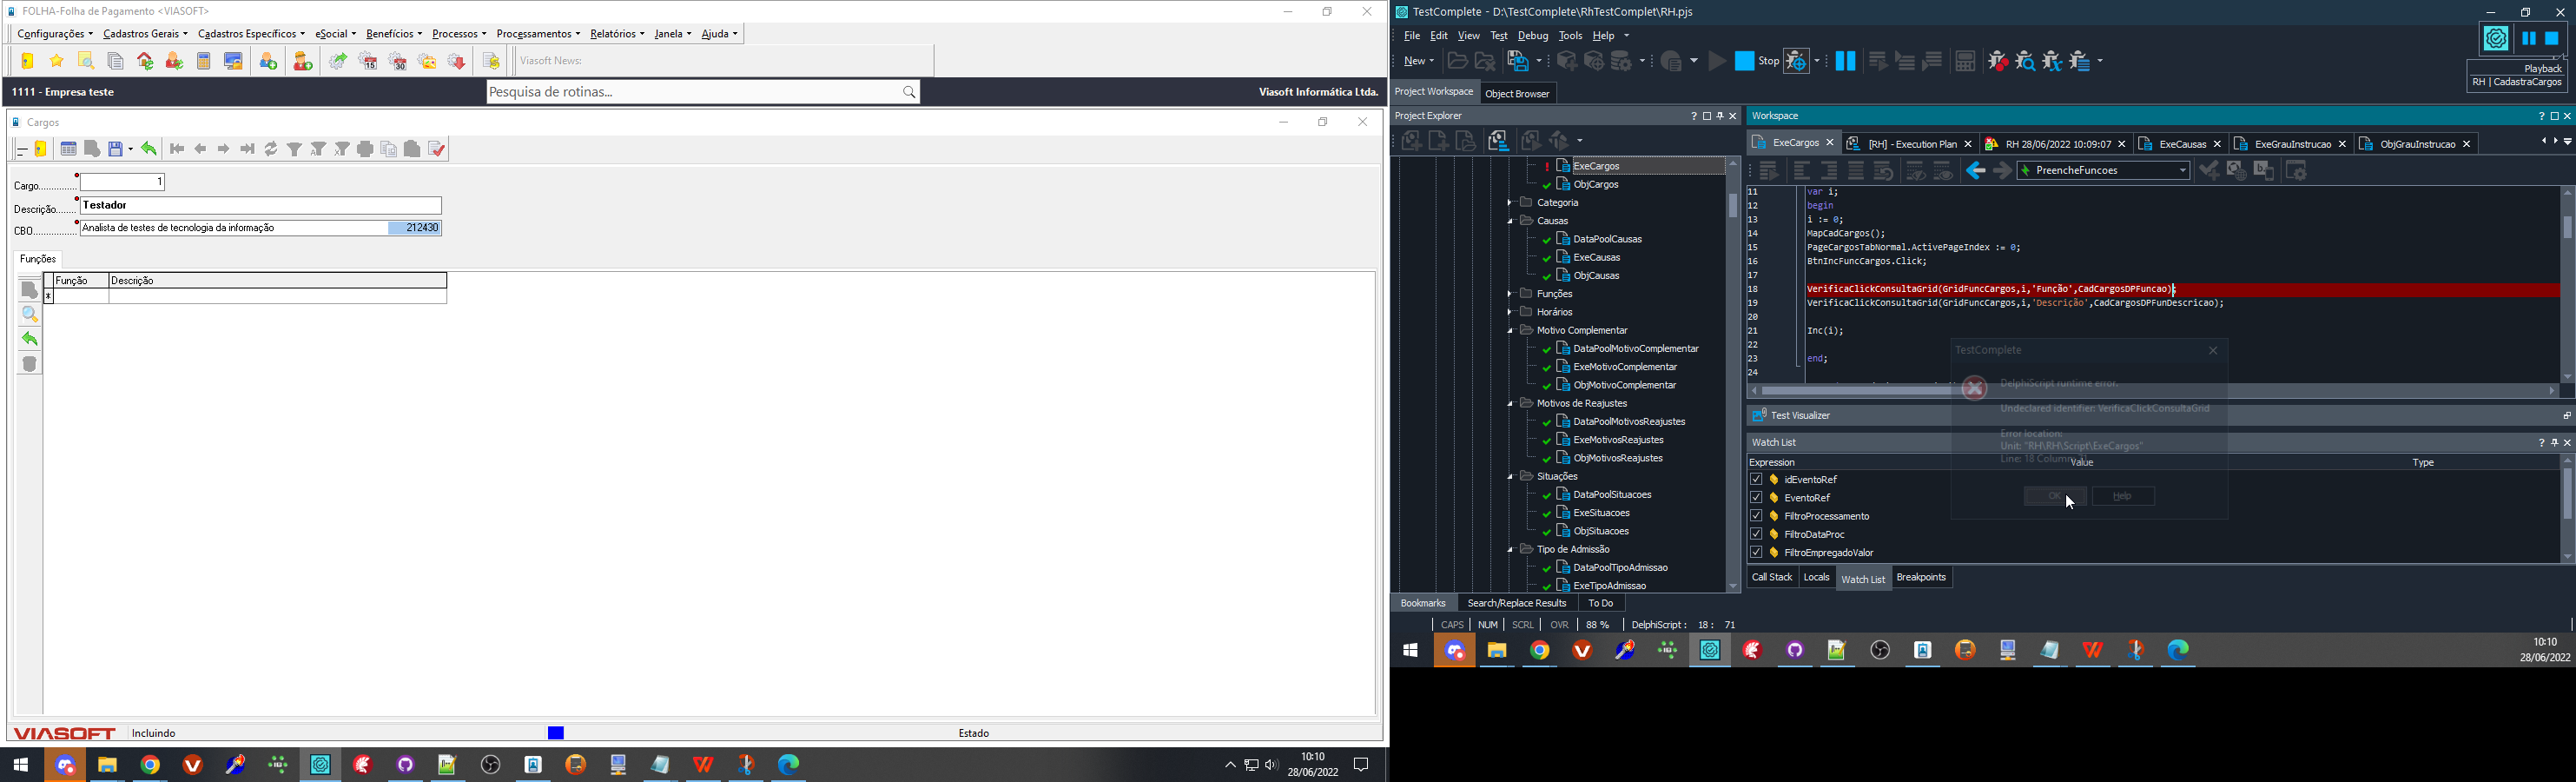 FOLHA-Folha de Pagamento <VIASOFT>
Configurações
Cadastros Gerais
Cadastros Específicos
eSocial
Benefícios
Processos
Processamentos
Relatórios
Janela
Ajuda
15
30
Viasoft News:
1111 - Empresa teste
Pesquisa de rotinas...
Viasoft Informática Ltda.
Cargos
Cargo..............
1
Descrição........
Testador
CBO................
Analista de testes de tecnologia da informação
212430
Funções
Função
Descrição
*
VIASOFT
Incluindo
Estado
10:10
28/06/2022
TestComplete - D:\TestComplete\RhTestComplet\RH.pjs
File Edit View Test Debug Tools Help
New
Stop
Playback
RH | CadastraCargos
Project Workspace
Object Browser
Project Explorer
ExeCargos
ObjCargos
Categoria
Causas
DataPoolCausas
ExeCausas
ObjCausas
Funções
Horários
Motivo Complementar
DataPoolMotivoComplementar
ExeMotivoComplementar
ObjMotivoComplementar
Motivos de Reajustes
DataPoolMotivosReajustes
ExeMotivosReajustes
ObjMotivosReajustes
Situações
DataPoolSituacoes
ExeSituacoes
ObjSituacoes
Tipo de Admissão
DataPoolTipoAdmissao
ExeTipoAdmissao
Bookmarks
Search/Replace Results
To Do
Workspace
ExeCargos
[RH] - Execution Plan
RH 28/06/2022 10:09:07
ExeCausas
ExeGrauInstrucao
ObjGrauInstrucao
PreencheFuncoes
11 var i;
12 begin
13 i := 0;
14 MapCadCargos();
15 PageCargosTabNormal.ActivePageIndex := 0;
16 BtnIncFuncCargos.Click;
17
18 VerificaClickConsultaGrid(GridFuncCargos,i,'Função',CadCargosDPFuncao);
19 VerificaClickConsultaGrid(GridFuncCargos,i,'Descrição',CadCargosDPFunDescricao);
20
21 Inc(i);
22
23 end;
24
TestComplete
DelphiScript runtime error.
Undeclared identifier: VerificaClickConsultaGrid
Error location:
Unit: "RH\RH\Script\ExeCargos"
Line: 18 Column: 71
OK
Help
Test Visualizer
Watch List
Expression
Value
Type
idEventoRef
EventoRef
FiltroProcessamento
FiltroDataProc
FiltroEmpregadoValor
Call Stack
Locals
Watch List
Breakpoints
CAPS NUM SCRL OVR 88 % DelphiScript : 18 : 71
10:10
28/06/2022